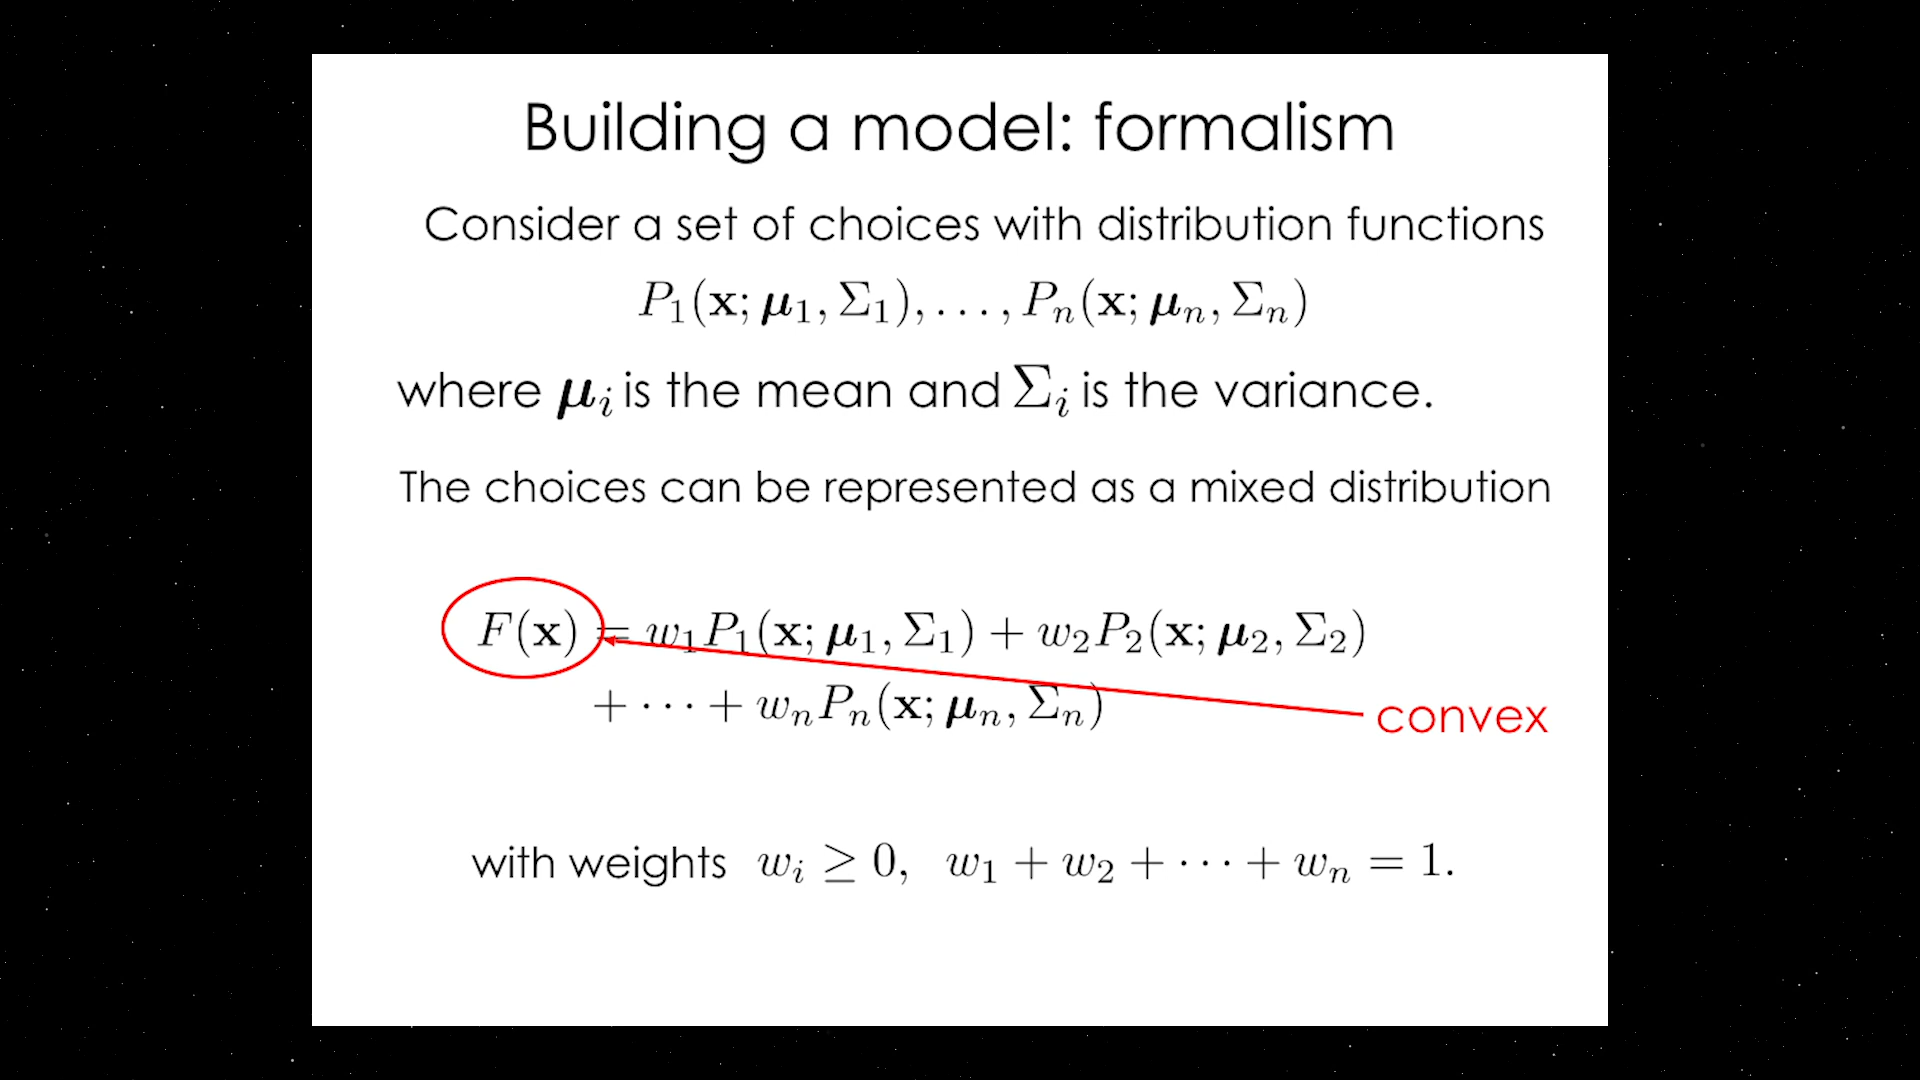 Building a model: formalism
Consider a set of choices with distribution functions
P₁(𝐱; 𝝁₁, Σ₁), . . . , Pₙ(𝐱; 𝝁ₙ, Σₙ)
where 𝝁ᵢ is the mean and Σᵢ is the variance.
The choices can be represented as a mixed distribution
F(𝐱) = w₁P₁(𝐱; 𝝁₁, Σ₁) + w₂P₂(𝐱; 𝝁₂, Σ₂)
+ · · · + wₙPₙ(𝐱; 𝝁ₙ, Σₙ)
convex
with weights wᵢ ≥ 0, w₁ + w₂ + · · · + wₙ = 1.